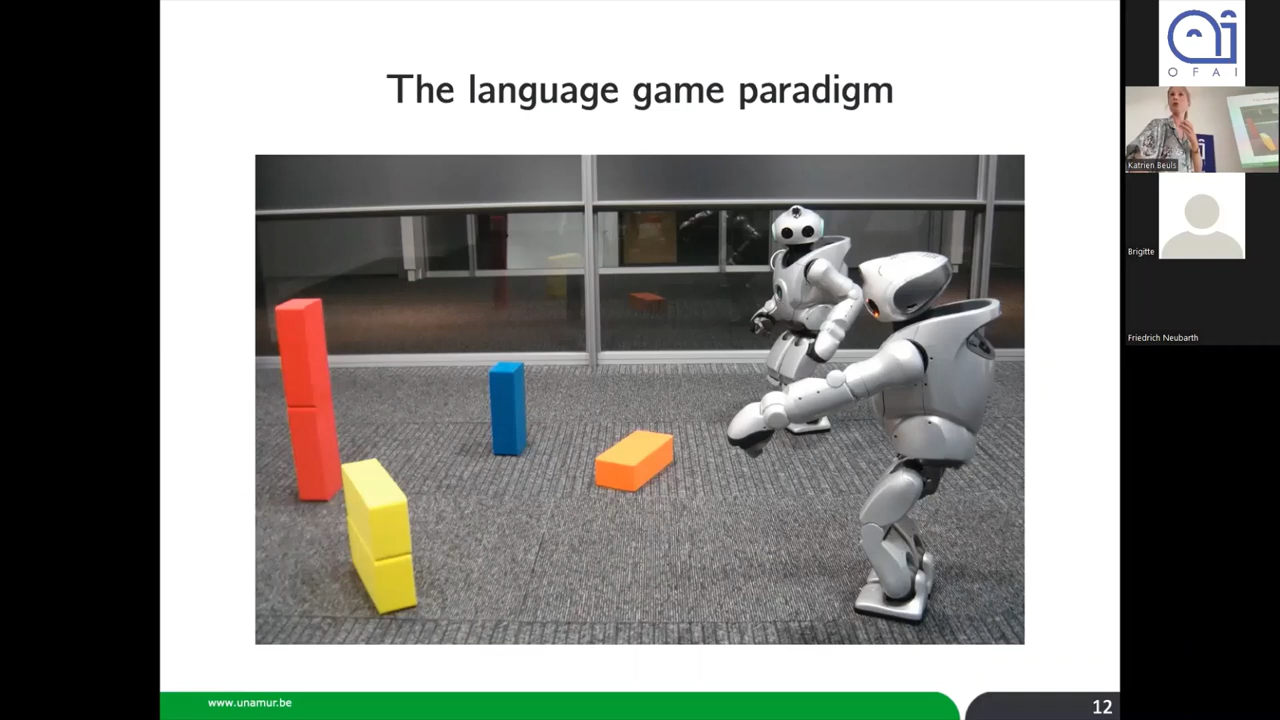 The language game paradigm
www.unamur.be
12
OFAI
Katrien Beuls
Brigitte
Friedrich Neubarth